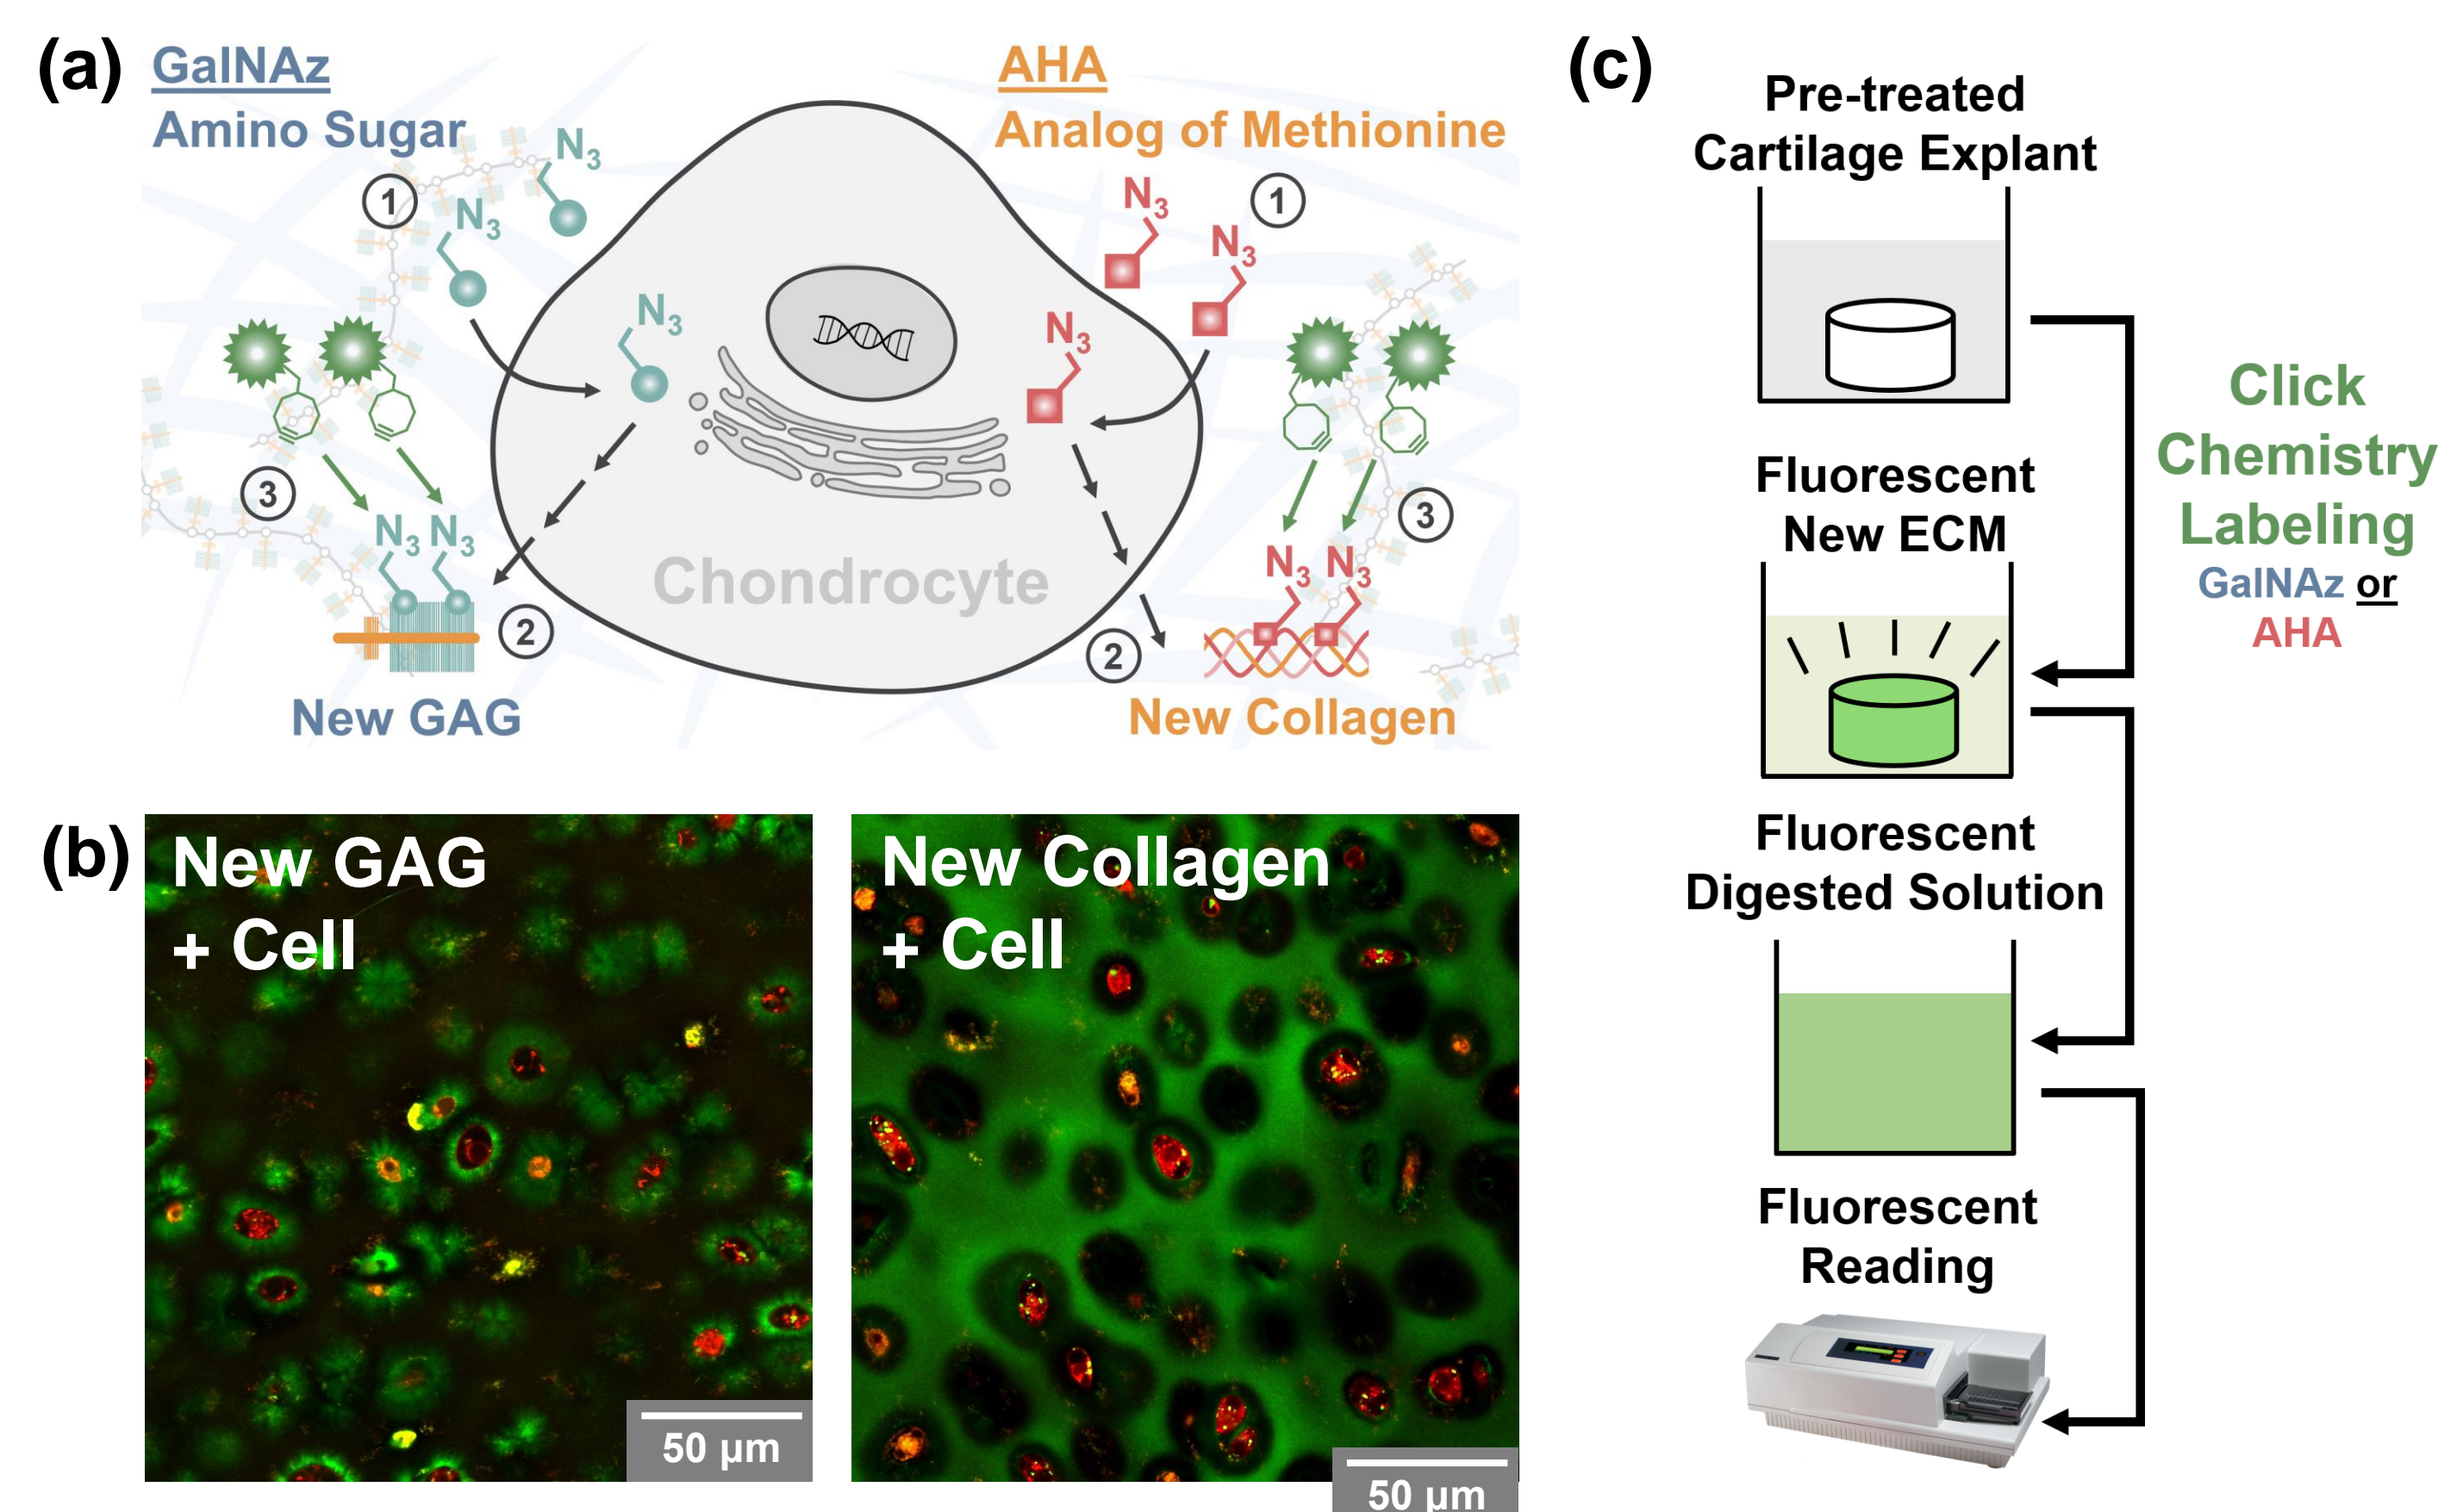 (a)
GalNAz
Amino Sugar
AHA
Analog of Methionine
N3
N3
1
N3
N3
N3
1
N3
3
N3 N3
2
Chondrocyte
N3 N3
3
2
New GAG
New Collagen
(b)
New GAG
+ Cell
50 µm
New Collagen
+ Cell
50 µm
(c)
Pre-treated
Cartilage Explant
Click
Chemistry
Labeling
GalNAz or
AHA
Fluorescent
New ECM
Fluorescent
Digested Solution
Fluorescent
Reading